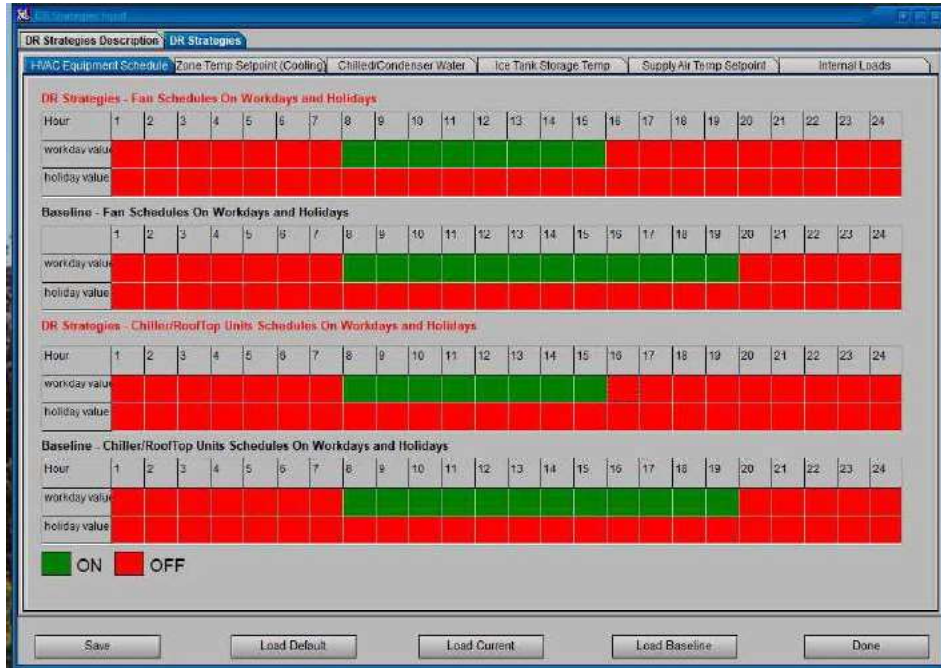 DR Strategies Description DR Strategies
HVAC Equipment Schedule Zone Temp Setpoint (Cooling) Chilled/Condenser Water Ice Tank Storage Temp Supply Air Temp Setpoint Internal Loads
DR Strategies - Fan Schedules On Workdays and Holidays
Hour 1 2 3 4 5 6 7 8 9 10 11 12 13 14 15 16 17 18 19 20 21 22 23 24
workday value
holiday value
Baseline - Fan Schedules On Workdays and Holidays
1 2 3 4 5 6 7 8 9 10 11 12 13 14 15 16 17 18 19 20 21 22 23 24
workday value
holiday value
DR Strategies - Chiller/RoofTop Units Schedules On Workdays and Holidays
Hour 1 2 3 4 5 6 7 8 9 10 11 12 13 14 15 16 17 18 19 20 21 22 23 24
workday value
holiday value
Baseline - Chiller/RoofTop Units Schedules On Workdays and Holidays
Hour 1 2 3 4 5 6 7 8 9 10 11 12 13 14 15 16 17 18 19 20 21 22 23 24
workday value
holiday value
ON OFF
Save Load Default Load Current Load Baseline Done